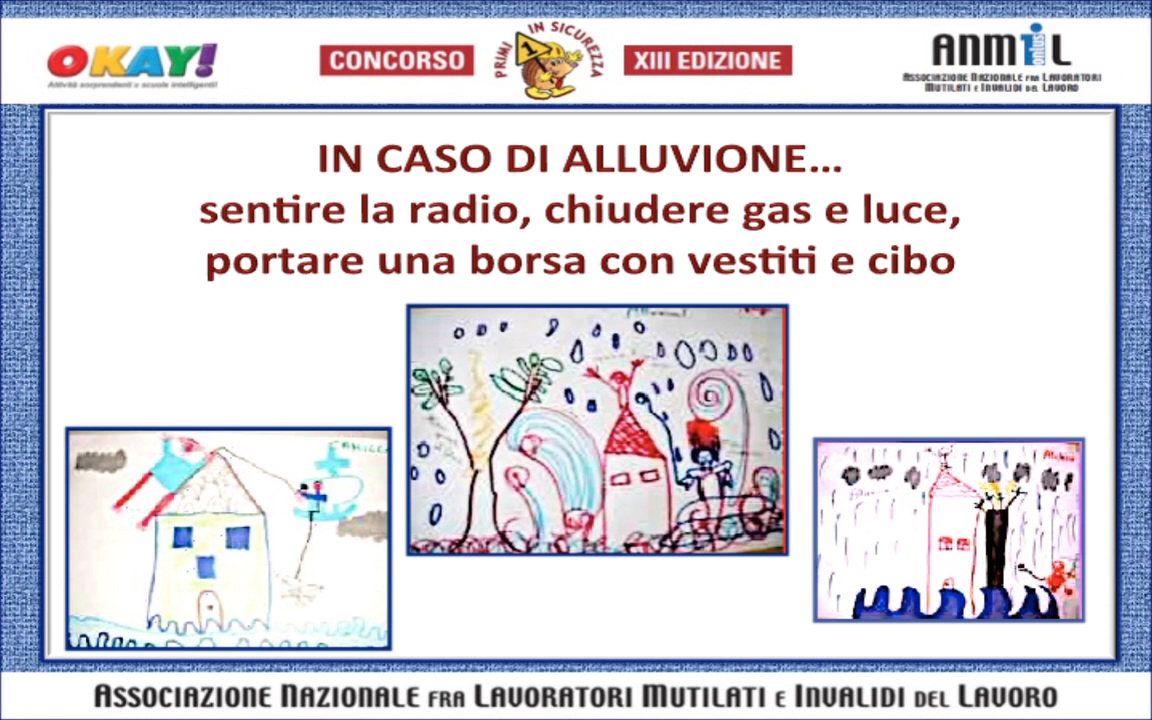 OKAY!
Attività sorprendenti e scuole intelligenti!
CONCORSO
PRIMI IN SICUREZZA
1
XIII EDIZIONE
ANMIL
onlus
ASSOCIAZIONE NAZIONALE FRA LAVORATORI
MUTILATI E INVALIDI DEL LAVORO
IN CASO DI ALLUVIONE...
sentire la radio, chiudere gas e luce,
portare una borsa con vestiti e cibo
ASSOCIAZIONE NAZIONALE FRA LAVORATORI MUTILATI E INVALIDI DEL LAVORO